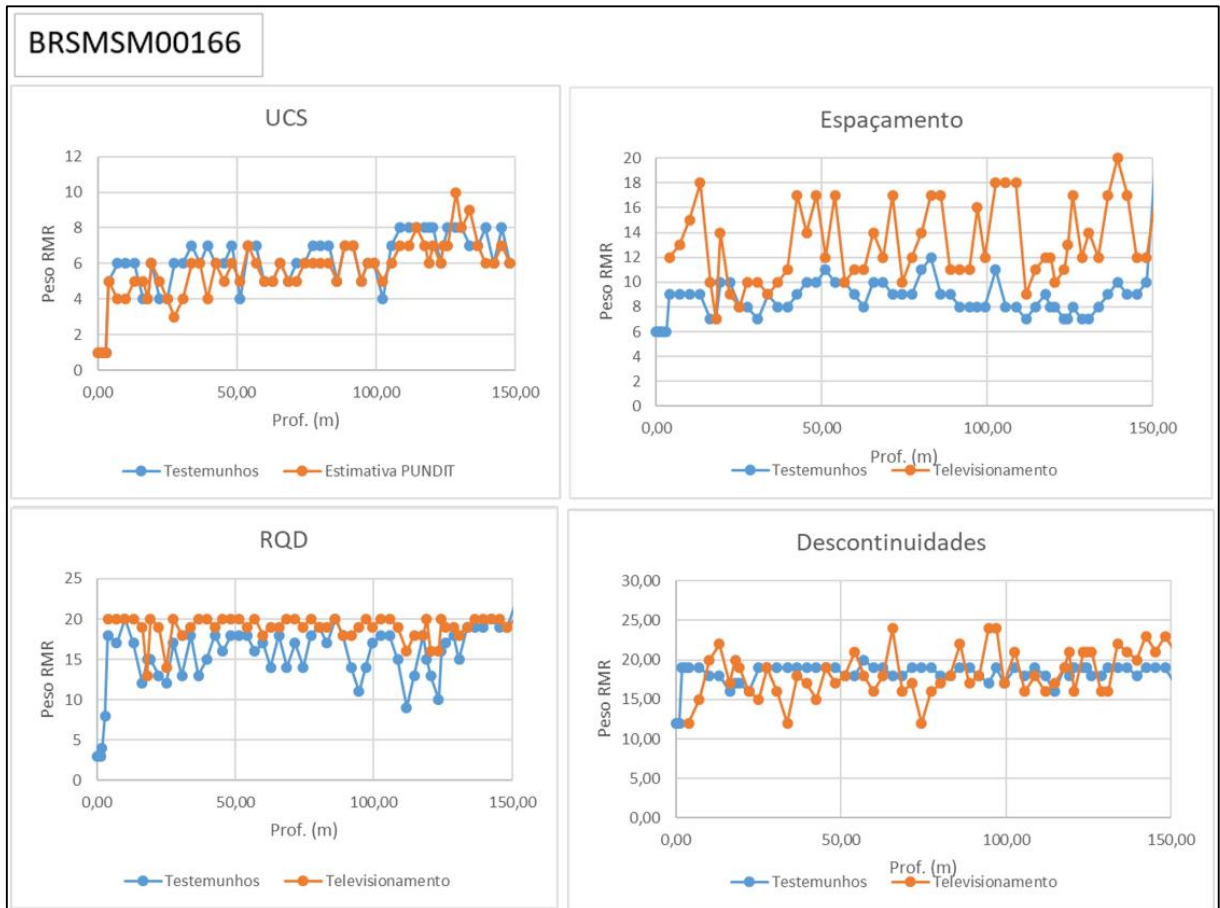 BRSMSM00166
UCS
Peso RMR
12
10
8
6
4
2
0
0,00 50,00 100,00 150,00
Prof. (m)
Testemunhos Estimativa PUNDIT
Espaçamento
Peso RMR
20
18
16
14
12
10
8
6
4
2
0
0,00 50,00 100,00 150,00
Prof. (m)
Testemunhos Televisionamento
RQD
Peso RMR
25
20
15
10
5
0
0,00 50,00 100,00 150,00
Prof. (m)
Testemunhos Televisionamento
Descontinuidades
Peso RMR
30,00
25,00
20,00
15,00
10,00
5,00
0,00
0,00 50,00 100,00 150,00
Prof. (m)
Testemunhos Televisionamento